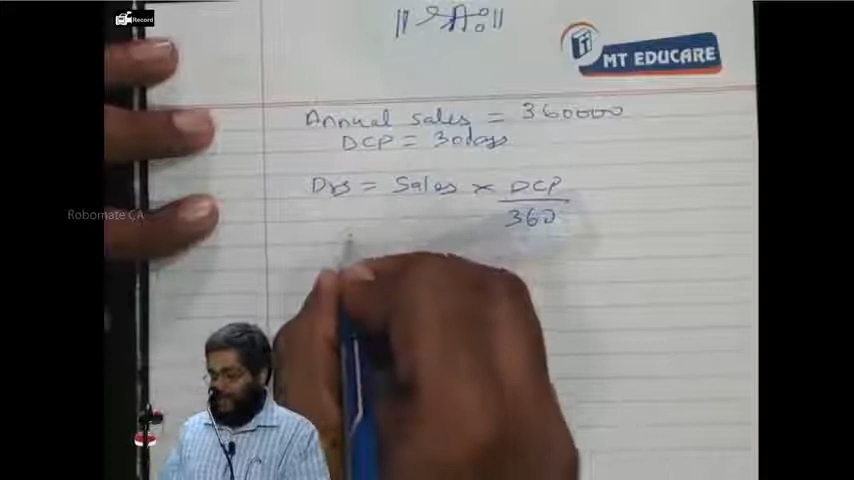 Record
|| श्रीः ||
MT EDUCARE
Annual sales = 360000
DCP = 30days
Robomate CA
Drs = Sales × DCP
360